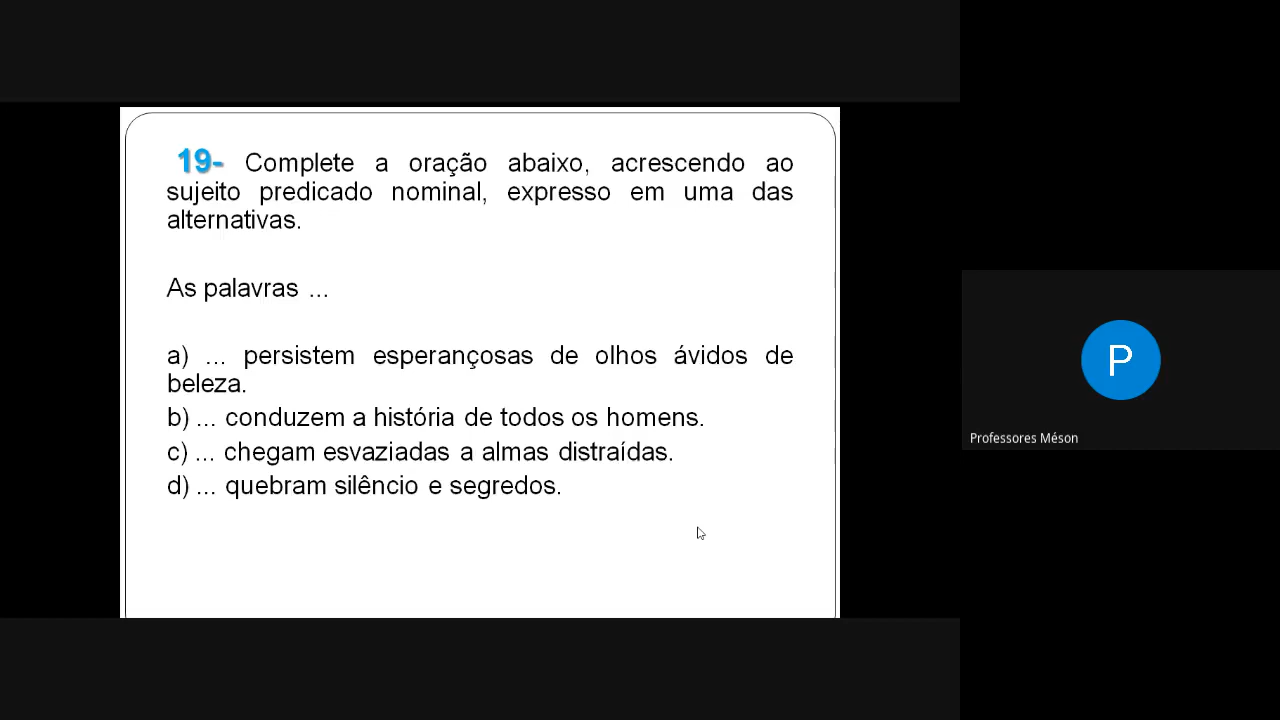 19- Complete a oração abaixo, acrescendo ao
sujeito predicado nominal, expresso em uma das
alternativas.
As palavras ...
a) ... persistem esperançosas de olhos ávidos de
beleza.
b) ... conduzem a história de todos os homens.
c) ... chegam esvaziadas a almas distraídas.
d) ... quebram silêncio e segredos.
P
Professores Méson